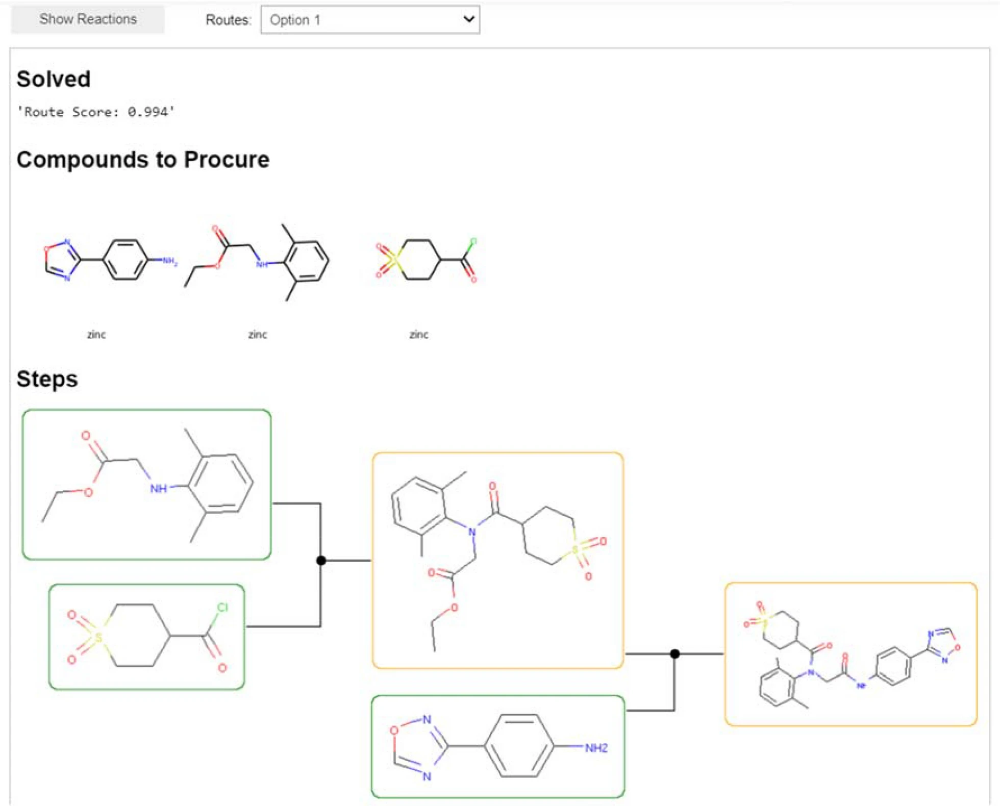 Show Reactions Routes: Option 1
Solved
'Route Score: 0.994'
Compounds to Procure
O N N NH2
O O NH
S O O Cl O
zinc zinc zinc
Steps
O O NH
S O O Cl O
N O S O O O O
O N N NH2
O O S O N O NH N O N